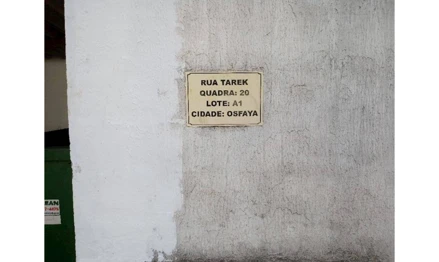 RUA TAREK
QUADRA: 20
LOTE: A1
CIDADE: OSFAYA